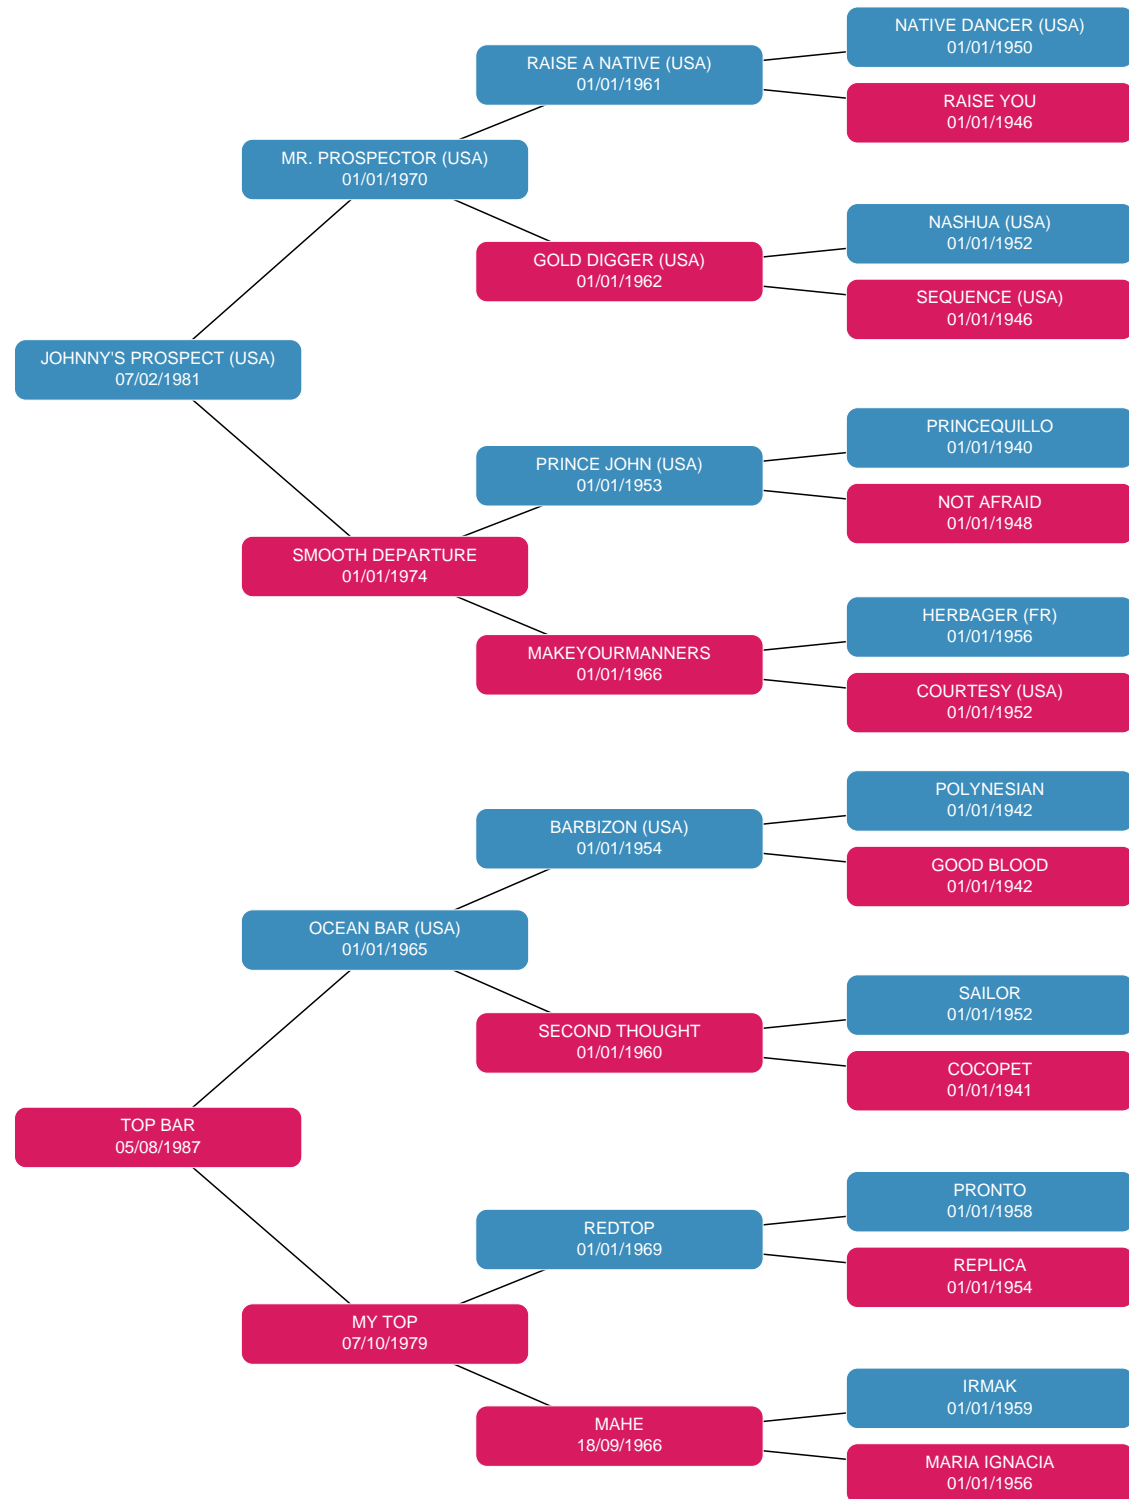 NATIVE DANCER (USA)
01/01/1950
RAISE A NATIVE (USA)
01/01/1961
RAISE YOU
01/01/1946
MR. PROSPECTOR (USA)
01/01/1970
NASHUA (USA)
01/01/1952
GOLD DIGGER (USA)
01/01/1962
SEQUENCE (USA)
01/01/1946
JOHNNY'S PROSPECT (USA)
07/02/1981
PRINCEQUILLO
01/01/1940
PRINCE JOHN (USA)
01/01/1953
NOT AFRAID
01/01/1948
SMOOTH DEPARTURE
01/01/1974
HERBAGER (FR)
01/01/1956
MAKEYOURMANNERS
01/01/1966
COURTESY (USA)
01/01/1952
POLYNESIAN
01/01/1942
BARBIZON (USA)
01/01/1954
GOOD BLOOD
01/01/1942
OCEAN BAR (USA)
01/01/1965
SAILOR
01/01/1952
SECOND THOUGHT
01/01/1960
COCOPET
01/01/1941
TOP BAR
05/08/1987
PRONTO
01/01/1958
REDTOP
01/01/1969
REPLICA
01/01/1954
MY TOP
07/10/1979
IRMAK
01/01/1959
MAHE
18/09/1966
MARIA IGNACIA
01/01/1956